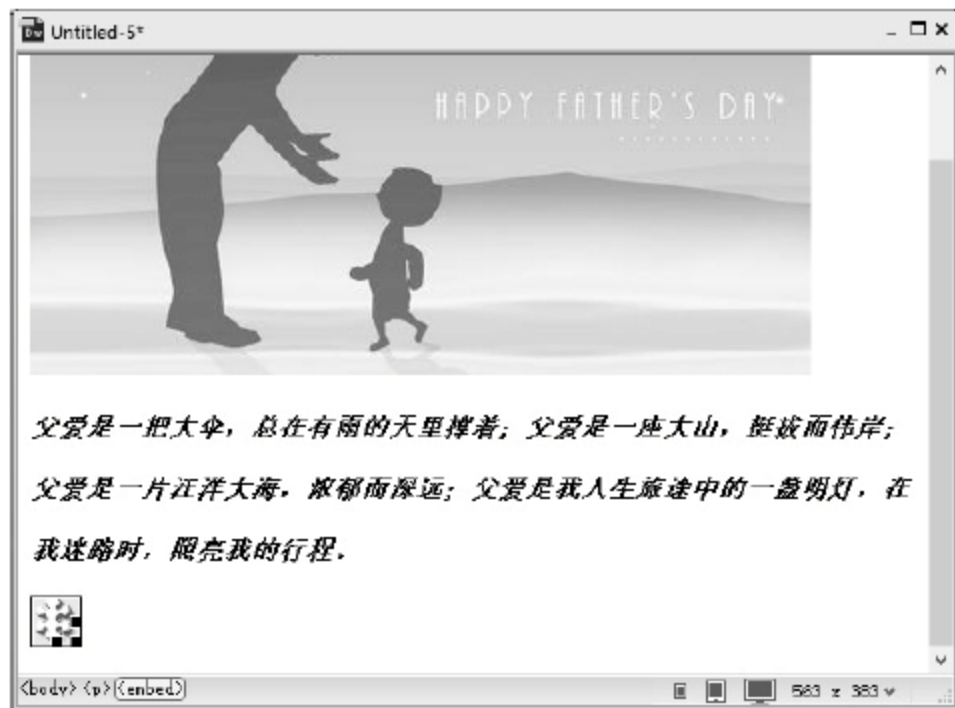 Untitled-5*
HAPPY FATHER'S DAY
父爱是一把大伞，总在有雨的天里撑着；父爱是一座大山，挺拔而伟岸；
父爱是一片汪洋大海，浓郁而深远；父爱是我人生旅途中的一盏明灯，在
我迷路时，照亮我的行程。
<body> <p> <embed>
583 x 383